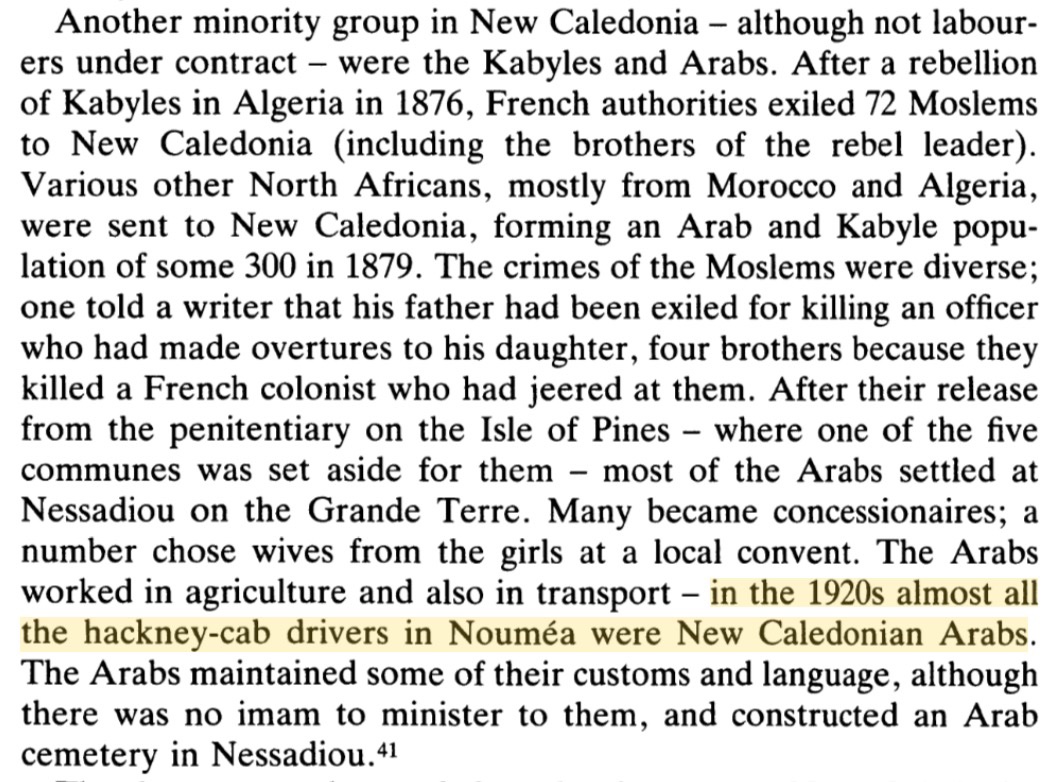 Another minority group in New Caledonia – although not labour-
ers under contract – were the Kabyles and Arabs. After a rebellion
of Kabyles in Algeria in 1876, French authorities exiled 72 Moslems
to New Caledonia (including the brothers of the rebel leader).
Various other North Africans, mostly from Morocco and Algeria,
were sent to New Caledonia, forming an Arab and Kabyle popu-
lation of some 300 in 1879. The crimes of the Moslems were diverse;
one told a writer that his father had been exiled for killing an officer
who had made overtures to his daughter, four brothers because they
killed a French colonist who had jeered at them. After their release
from the penitentiary on the Isle of Pines – where one of the five
communes was set aside for them – most of the Arabs settled at
Nessadiou on the Grande Terre. Many became concessionaires; a
number chose wives from the girls at a local convent. The Arabs
worked in agriculture and also in transport – in the 1920s almost all
the hackney-cab drivers in Nouméa were New Caledonian Arabs.
The Arabs maintained some of their customs and language, although
there was no imam to minister to them, and constructed an Arab
cemetery in Nessadiou.⁴¹